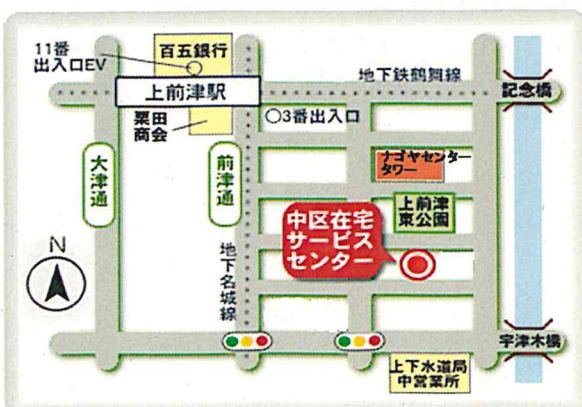 11番
出入口EV
百五銀行
上前津駅
地下鉄鶴舞線
記念橋
栗田
商会
○3番出入口
大津通
前津通
ナゴヤセンター
タワー
上前津
東公園
中区在宅
サービス
センター
N
地下名城線
宇津木橋
上下水道局
中営業所